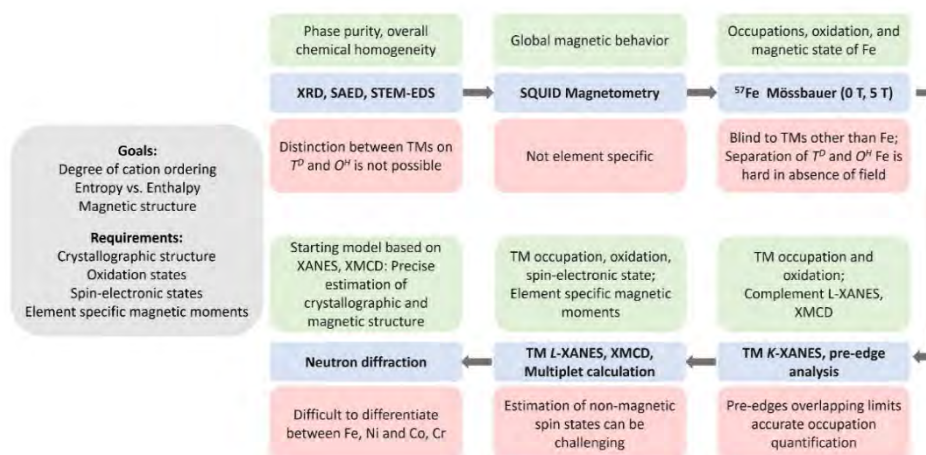 Goals:
Degree of cation ordering
Entropy vs. Enthalpy
Magnetic structure
Requirements:
Crystallographic structure
Oxidation states
Spin-electronic states
Element specific magnetic moments
Phase purity, overall
chemical homogeneity
XRD, SAED, STEM-EDS
Distinction between TMs on
T^D and O^H is not possible
Global magnetic behavior
SQUID Magnetometry
Not element specific
Occupations, oxidation, and
magnetic state of Fe
⁵⁷Fe Mössbauer (0 T, 5 T)
Blind to TMs other than Fe;
Separation of T^D and O^H Fe is
hard in absence of field
TM occupation and
oxidation;
Complement L-XANES,
XMCD
TM K-XANES, pre-edge
analysis
Pre-edges overlapping limits
accurate occupation
quantification
TM occupation, oxidation,
spin-electronic state;
Element specific magnetic
moments
TM L-XANES, XMCD,
Multiplet calculation
Estimation of non-magnetic
spin states can be
challenging
Starting model based on
XANES, XMCD: Precise
estimation of
crystallographic and
magnetic structure
Neutron diffraction
Difficult to differentiate
between Fe, Ni and Co, Cr